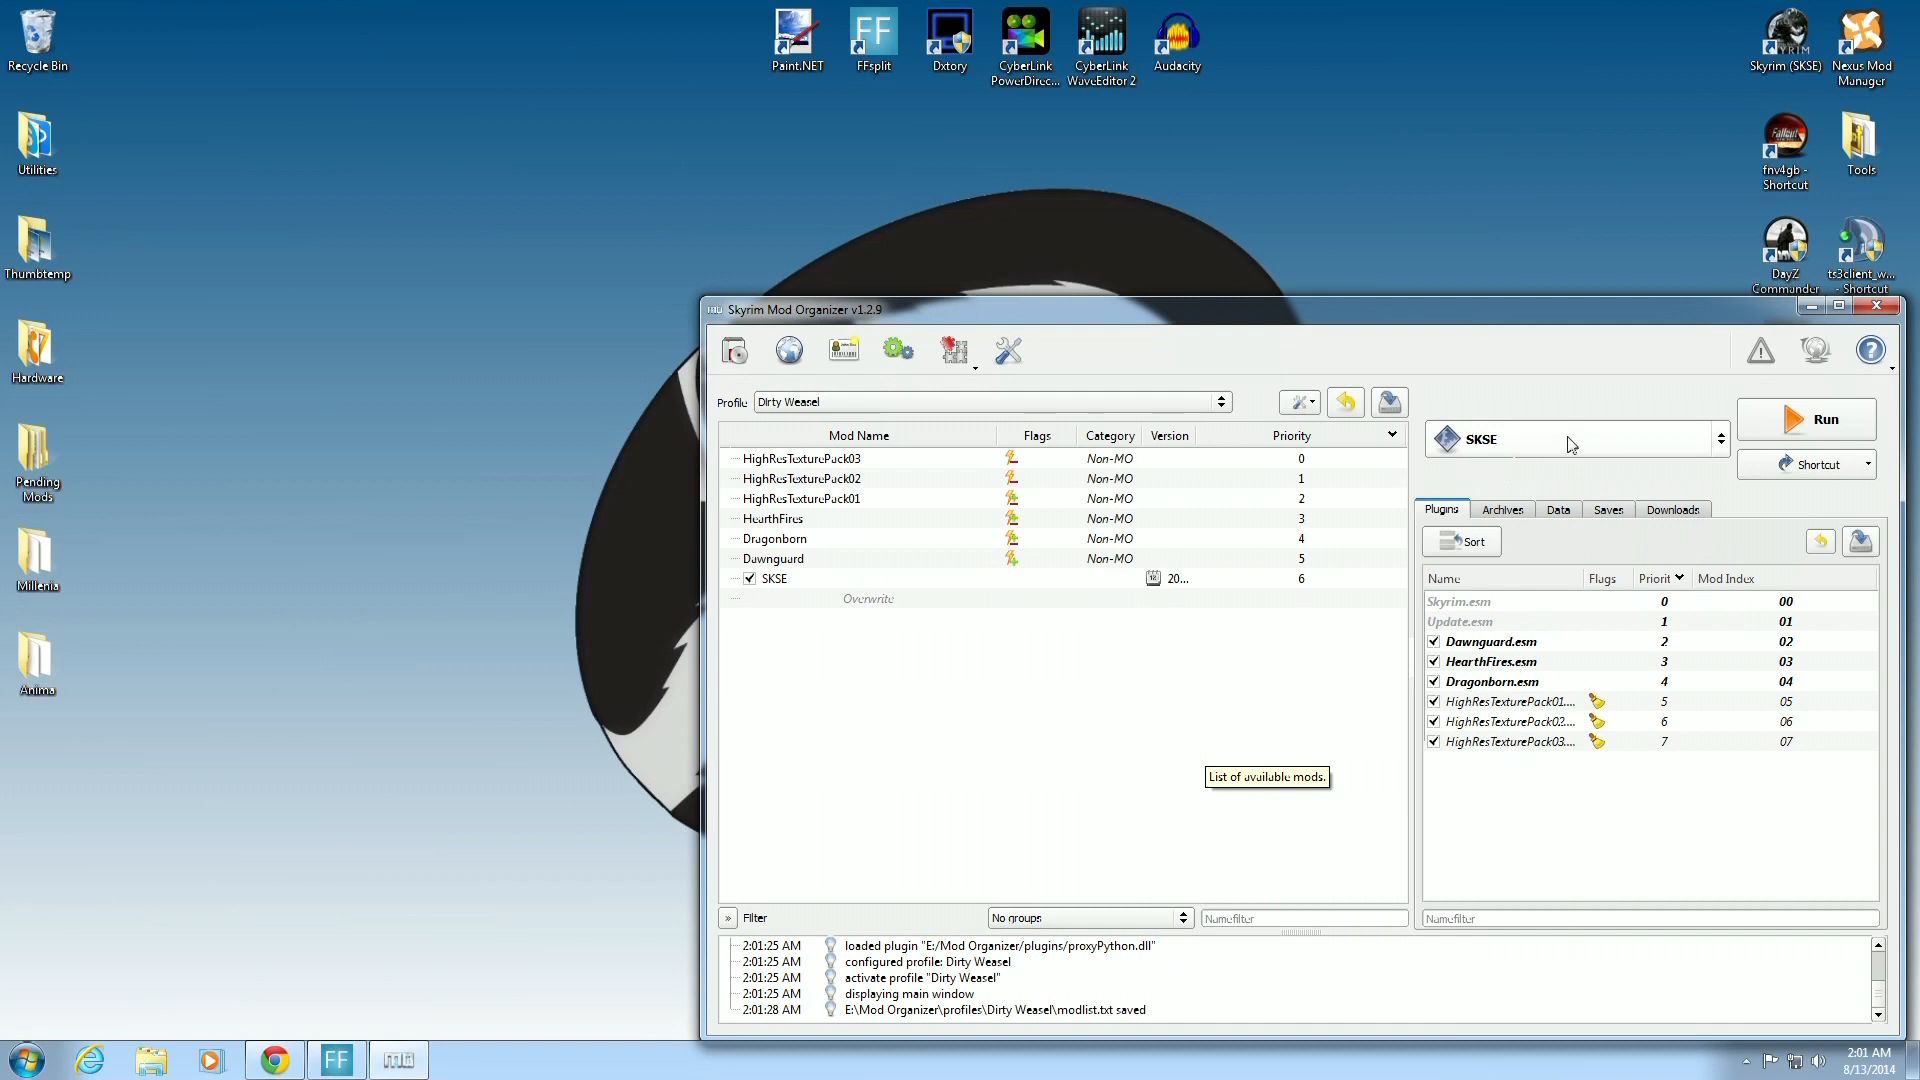 Recycle Bin
Utilities
Thumbtemp
Hardware
Pending
Mods
Millenia
Anima
Paint.NET
FF
FFsplit
Dxtory
CyberLink
PowerDirec...
CyberLink
WaveEditor 2
Audacity
SKYRIM
Skyrim (SKSE)
Nexus Mod
Manager
Fallout
fnv4gb -
Shortcut
Tools
DayZ
Commander
ts3client_w...
- Shortcut
Skyrim Mod Organizer v1.2.9
Profile Dirty Weasel
Mod Name Flags Category Version Priority
HighResTexturePack03 Non-MO 0
HighResTexturePack02 Non-MO 1
HighResTexturePack01 Non-MO 2
HearthFires Non-MO 3
Dragonborn Non-MO 4
Dawnguard Non-MO 5
SKSE 20... 6
Overwrite
List of available mods.
» Filter No groups Namefilter
SKSE
Run
Shortcut
Plugins Archives Data Saves Downloads
Sort
Name Flags Priorit Mod Index
Skyrim.esm 0 00
Update.esm 1 01
Dawnguard.esm 2 02
HearthFires.esm 3 03
Dragonborn.esm 4 04
HighResTexturePack01.... 5 05
HighResTexturePack02.... 6 06
HighResTexturePack03.... 7 07
Namefilter
2:01:25 AM loaded plugin "E:/Mod Organizer/plugins/proxyPython.dll"
2:01:25 AM configured profile: Dirty Weasel
2:01:25 AM activate profile "Dirty Weasel"
2:01:25 AM displaying main window
2:01:28 AM E:\Mod Organizer\profiles\Dirty Weasel\modlist.txt saved
FF
2:01 AM
8/13/2014